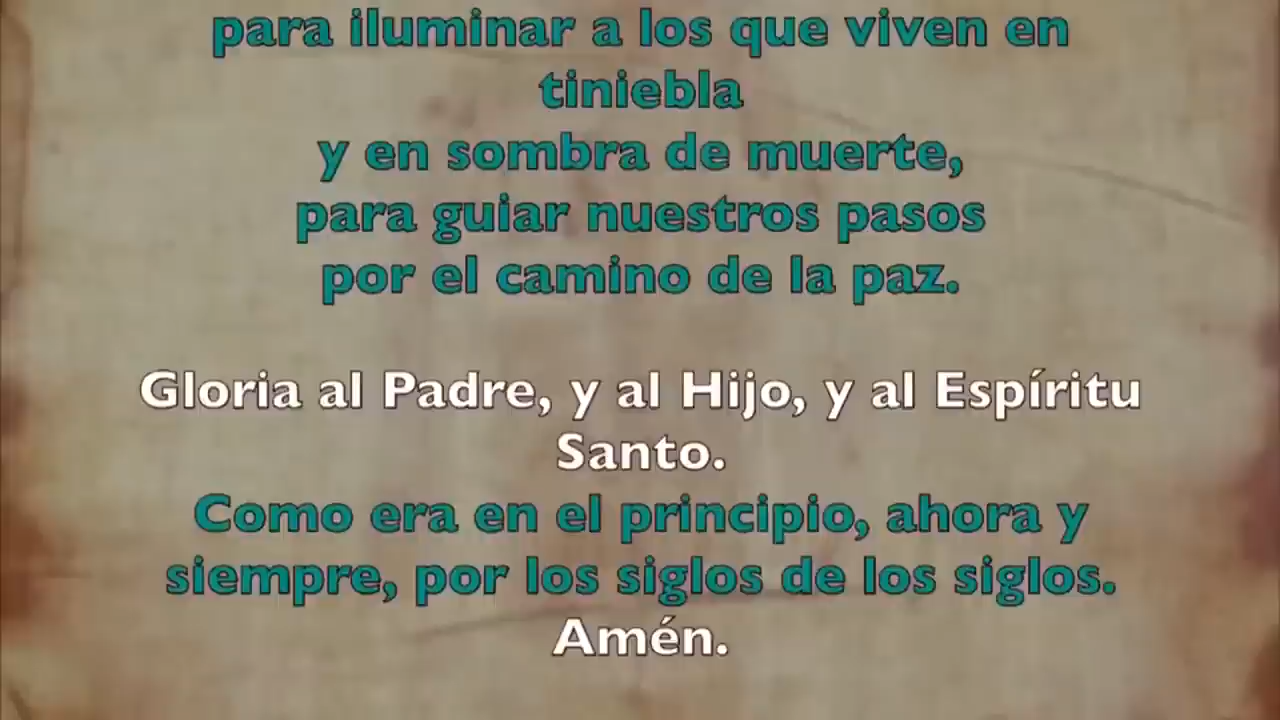 para iluminar a los que viven en
tiniebla
y en sombra de muerte,
para guiar nuestros pasos
por el camino de la paz.
Gloria al Padre, y al Hijo, y al Espíritu
Santo.
Como era en el principio, ahora y
siempre, por los siglos de los siglos.
Amén.